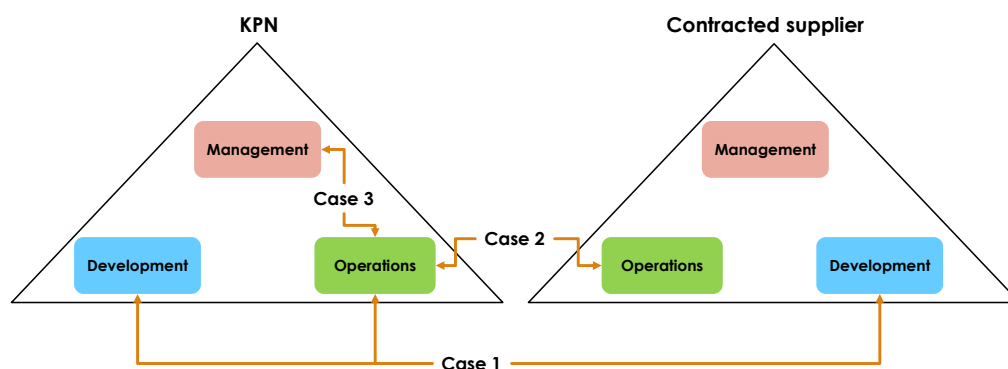 KPN
Contracted supplier
Management
Management
Case 3
Case 2
Development
Operations
Operations
Development
Case 1